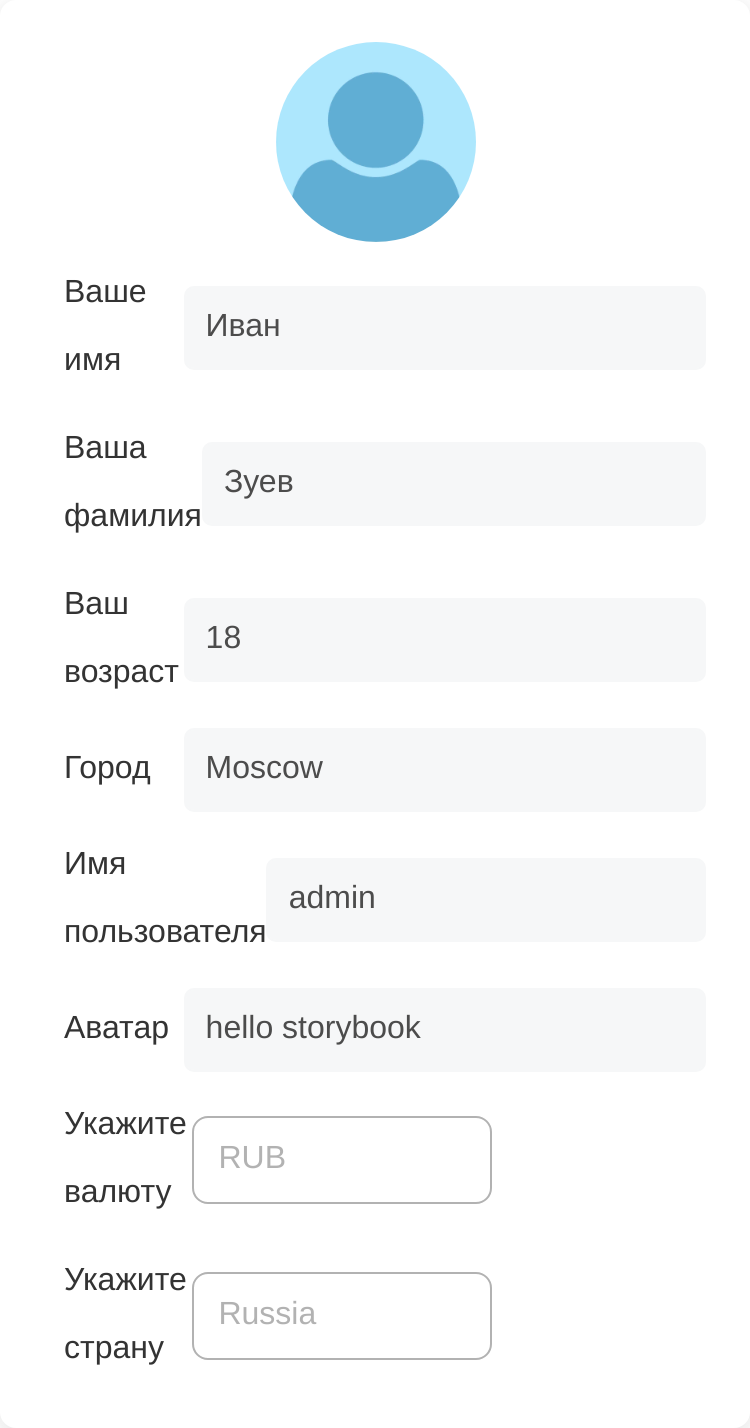 Ваше
имя
Иван
Ваша
фамилия
Зуев
Ваш
возраст
18
Город
Moscow
Имя
пользователя
admin
Аватар
hello storybook
Укажите
валюту
RUB
Укажите
страну
Russia